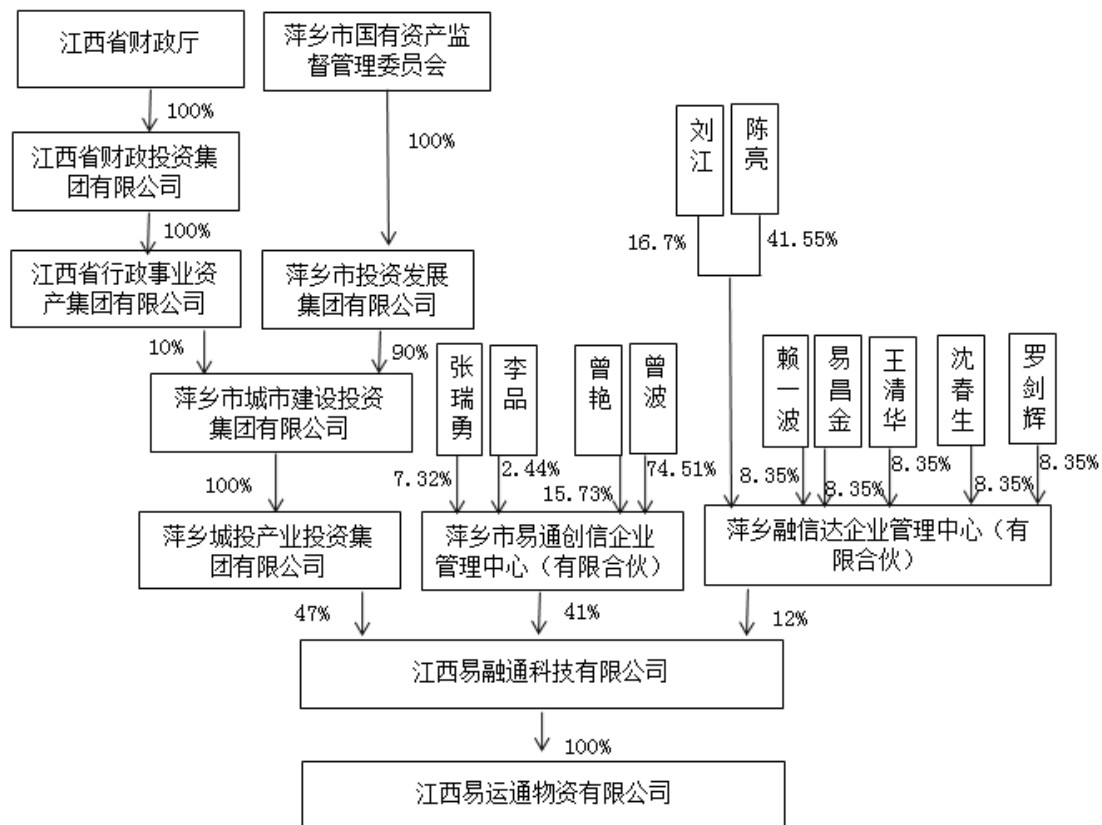 江西省财政厅
萍乡市国有资产监
督管理委员会
100%
100%
刘江
陈亮
江西省财政投资集
团有限公司
100%
16.7%
41.55%
江西省行政事业资
产集团有限公司
萍乡市投资发展
集团有限公司
10%
90%
张瑞勇
李品
曾艳
曾波
赖一波
易昌金
王清华
沈春生
罗剑辉
萍乡市城市建设投资
集团有限公司
100%
7.32%
2.44%
15.73%
74.51%
8.35%
8.35%
8.35%
8.35%
8.35%
萍乡城投产业投资集
团有限公司
萍乡市易通创信企业
管理中心（有限合伙）
萍乡融信达企业管理中心（有
限合伙）
47%
41%
12%
江西易融通科技有限公司
100%
江西易运通物资有限公司